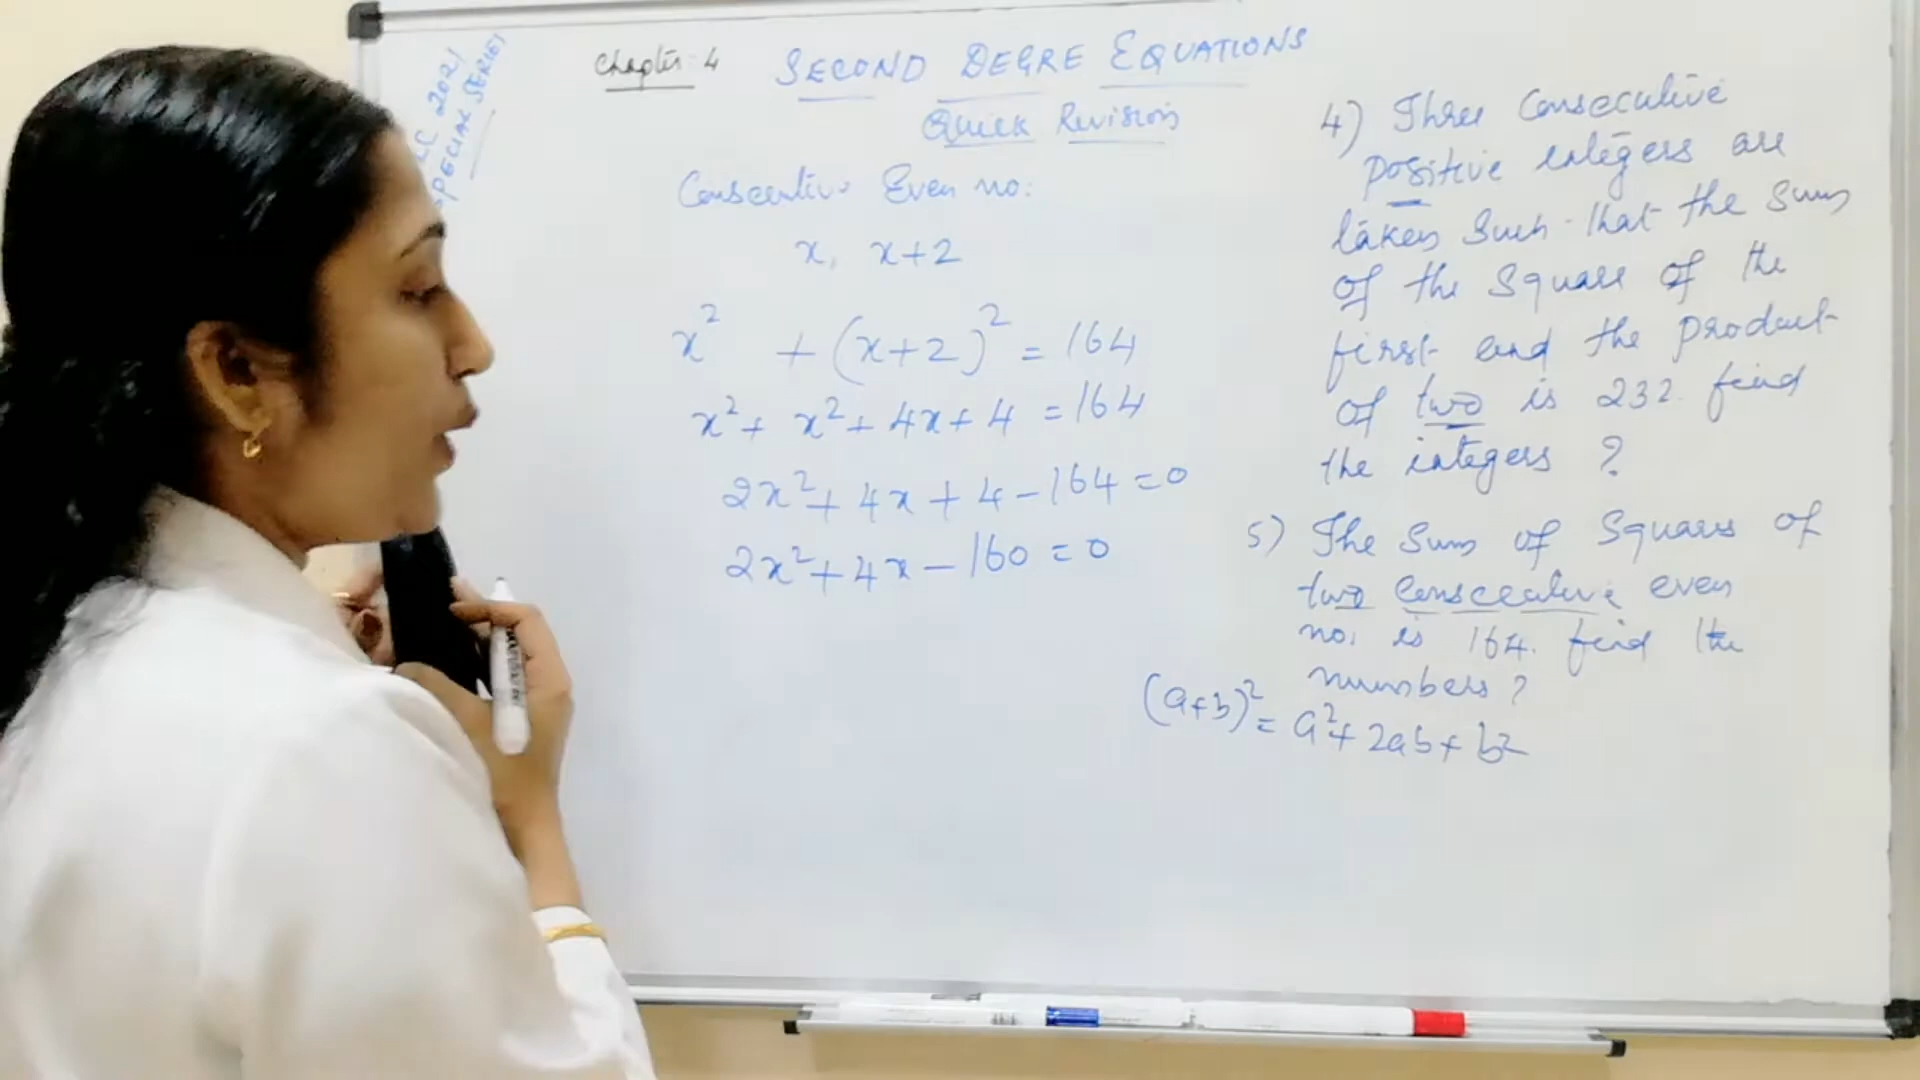 Chapter-4 SECOND DEGRE EQUATIONS
Quick Revision
2021
SPECIAL SERIES
Consecutive Even no:
x, x+2
x² + (x+2)² = 164
x² + x² + 4x + 4 = 164
2x² + 4x + 4 - 164 = 0
2x² + 4x - 160 = 0
4) Three Consecutive
positive integers are
taken Such that the Sum
of the Square of the
first and the product
of two is 232 find
the integers ?
5) The Sum of Squares of
two consecutive even
no. is 164. find the
numbers ?
(a+b)² = a² + 2ab + b²